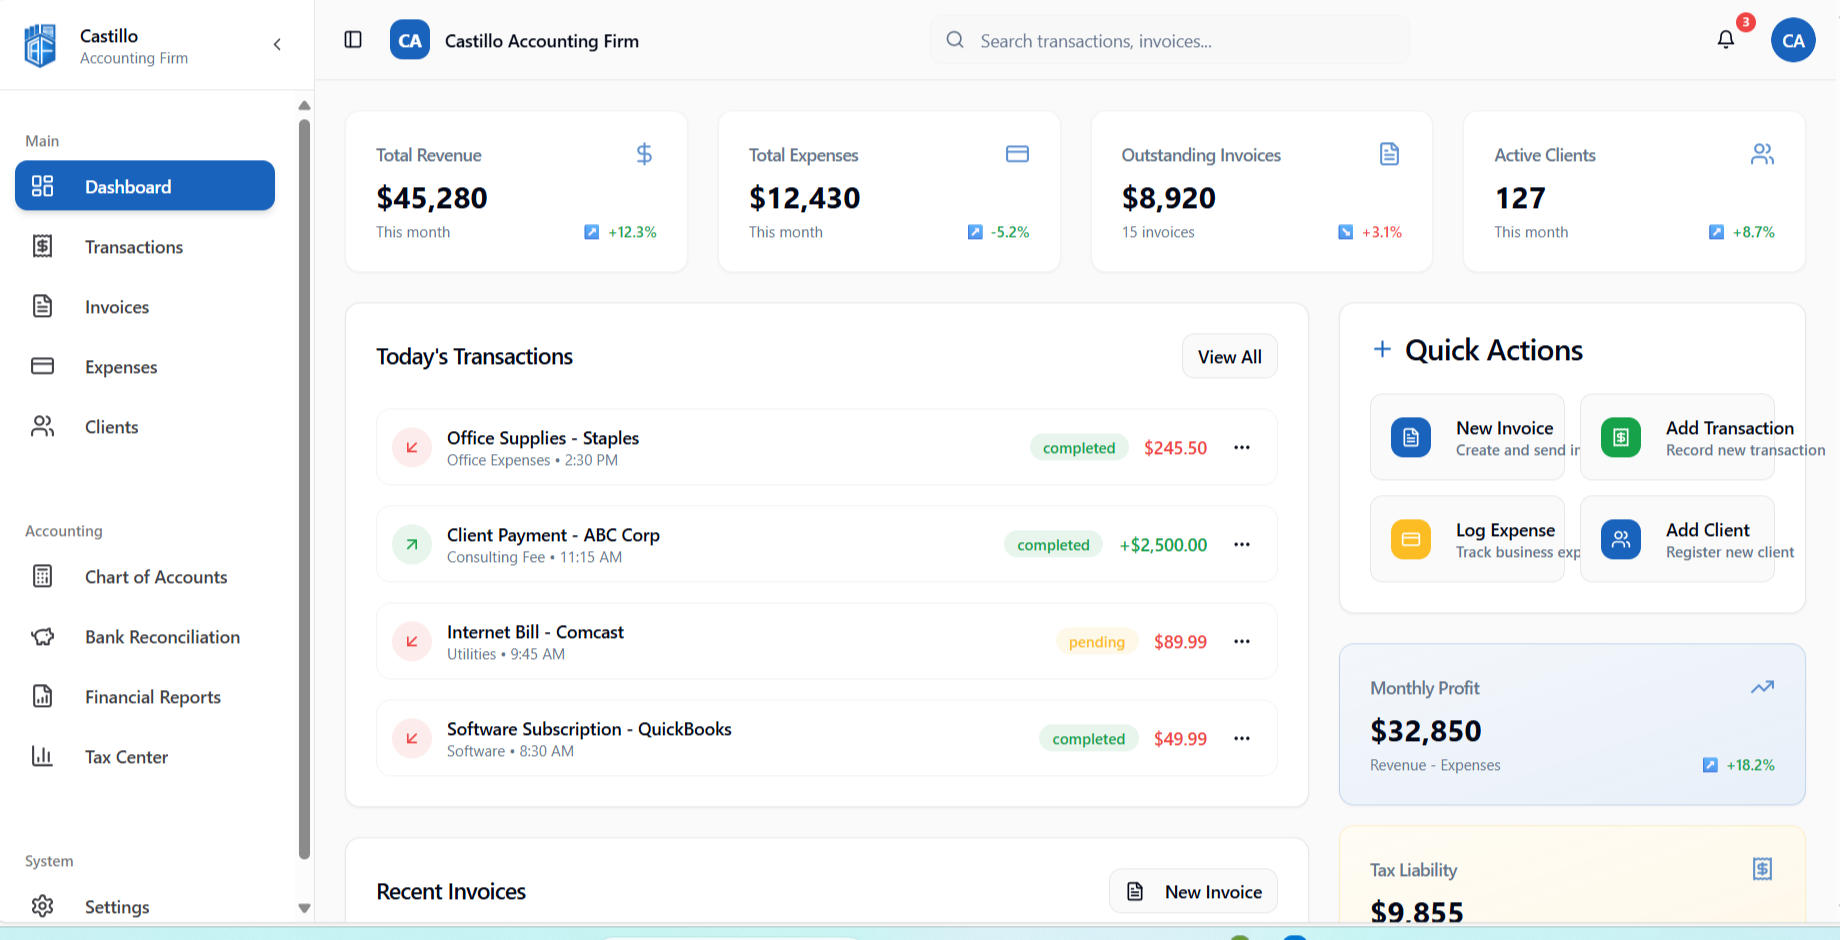 Castillo
Accounting Firm
CA
Castillo Accounting Firm
Search transactions, invoices...
3
CA
Main
Dashboard
Transactions
Invoices
Expenses
Clients
Accounting
Chart of Accounts
Bank Reconciliation
Financial Reports
Tax Center
System
Settings
Total Revenue
$45,280
This month
+12.3%
Total Expenses
$12,430
This month
-5.2%
Outstanding Invoices
$8,920
15 invoices
+3.1%
Active Clients
127
This month
+8.7%
Today's Transactions
View All
Office Supplies - Staples
Office Expenses • 2:30 PM
completed
$245.50
Client Payment - ABC Corp
Consulting Fee • 11:15 AM
completed
+$2,500.00
Internet Bill - Comcast
Utilities • 9:45 AM
pending
$89.99
Software Subscription - QuickBooks
Software • 8:30 AM
completed
$49.99
Recent Invoices
New Invoice
Quick Actions
New Invoice
Create and send in
Add Transaction
Record new transaction
Log Expense
Track business exp
Add Client
Register new client
Monthly Profit
$32,850
Revenue - Expenses
+18.2%
Tax Liability
$9,855